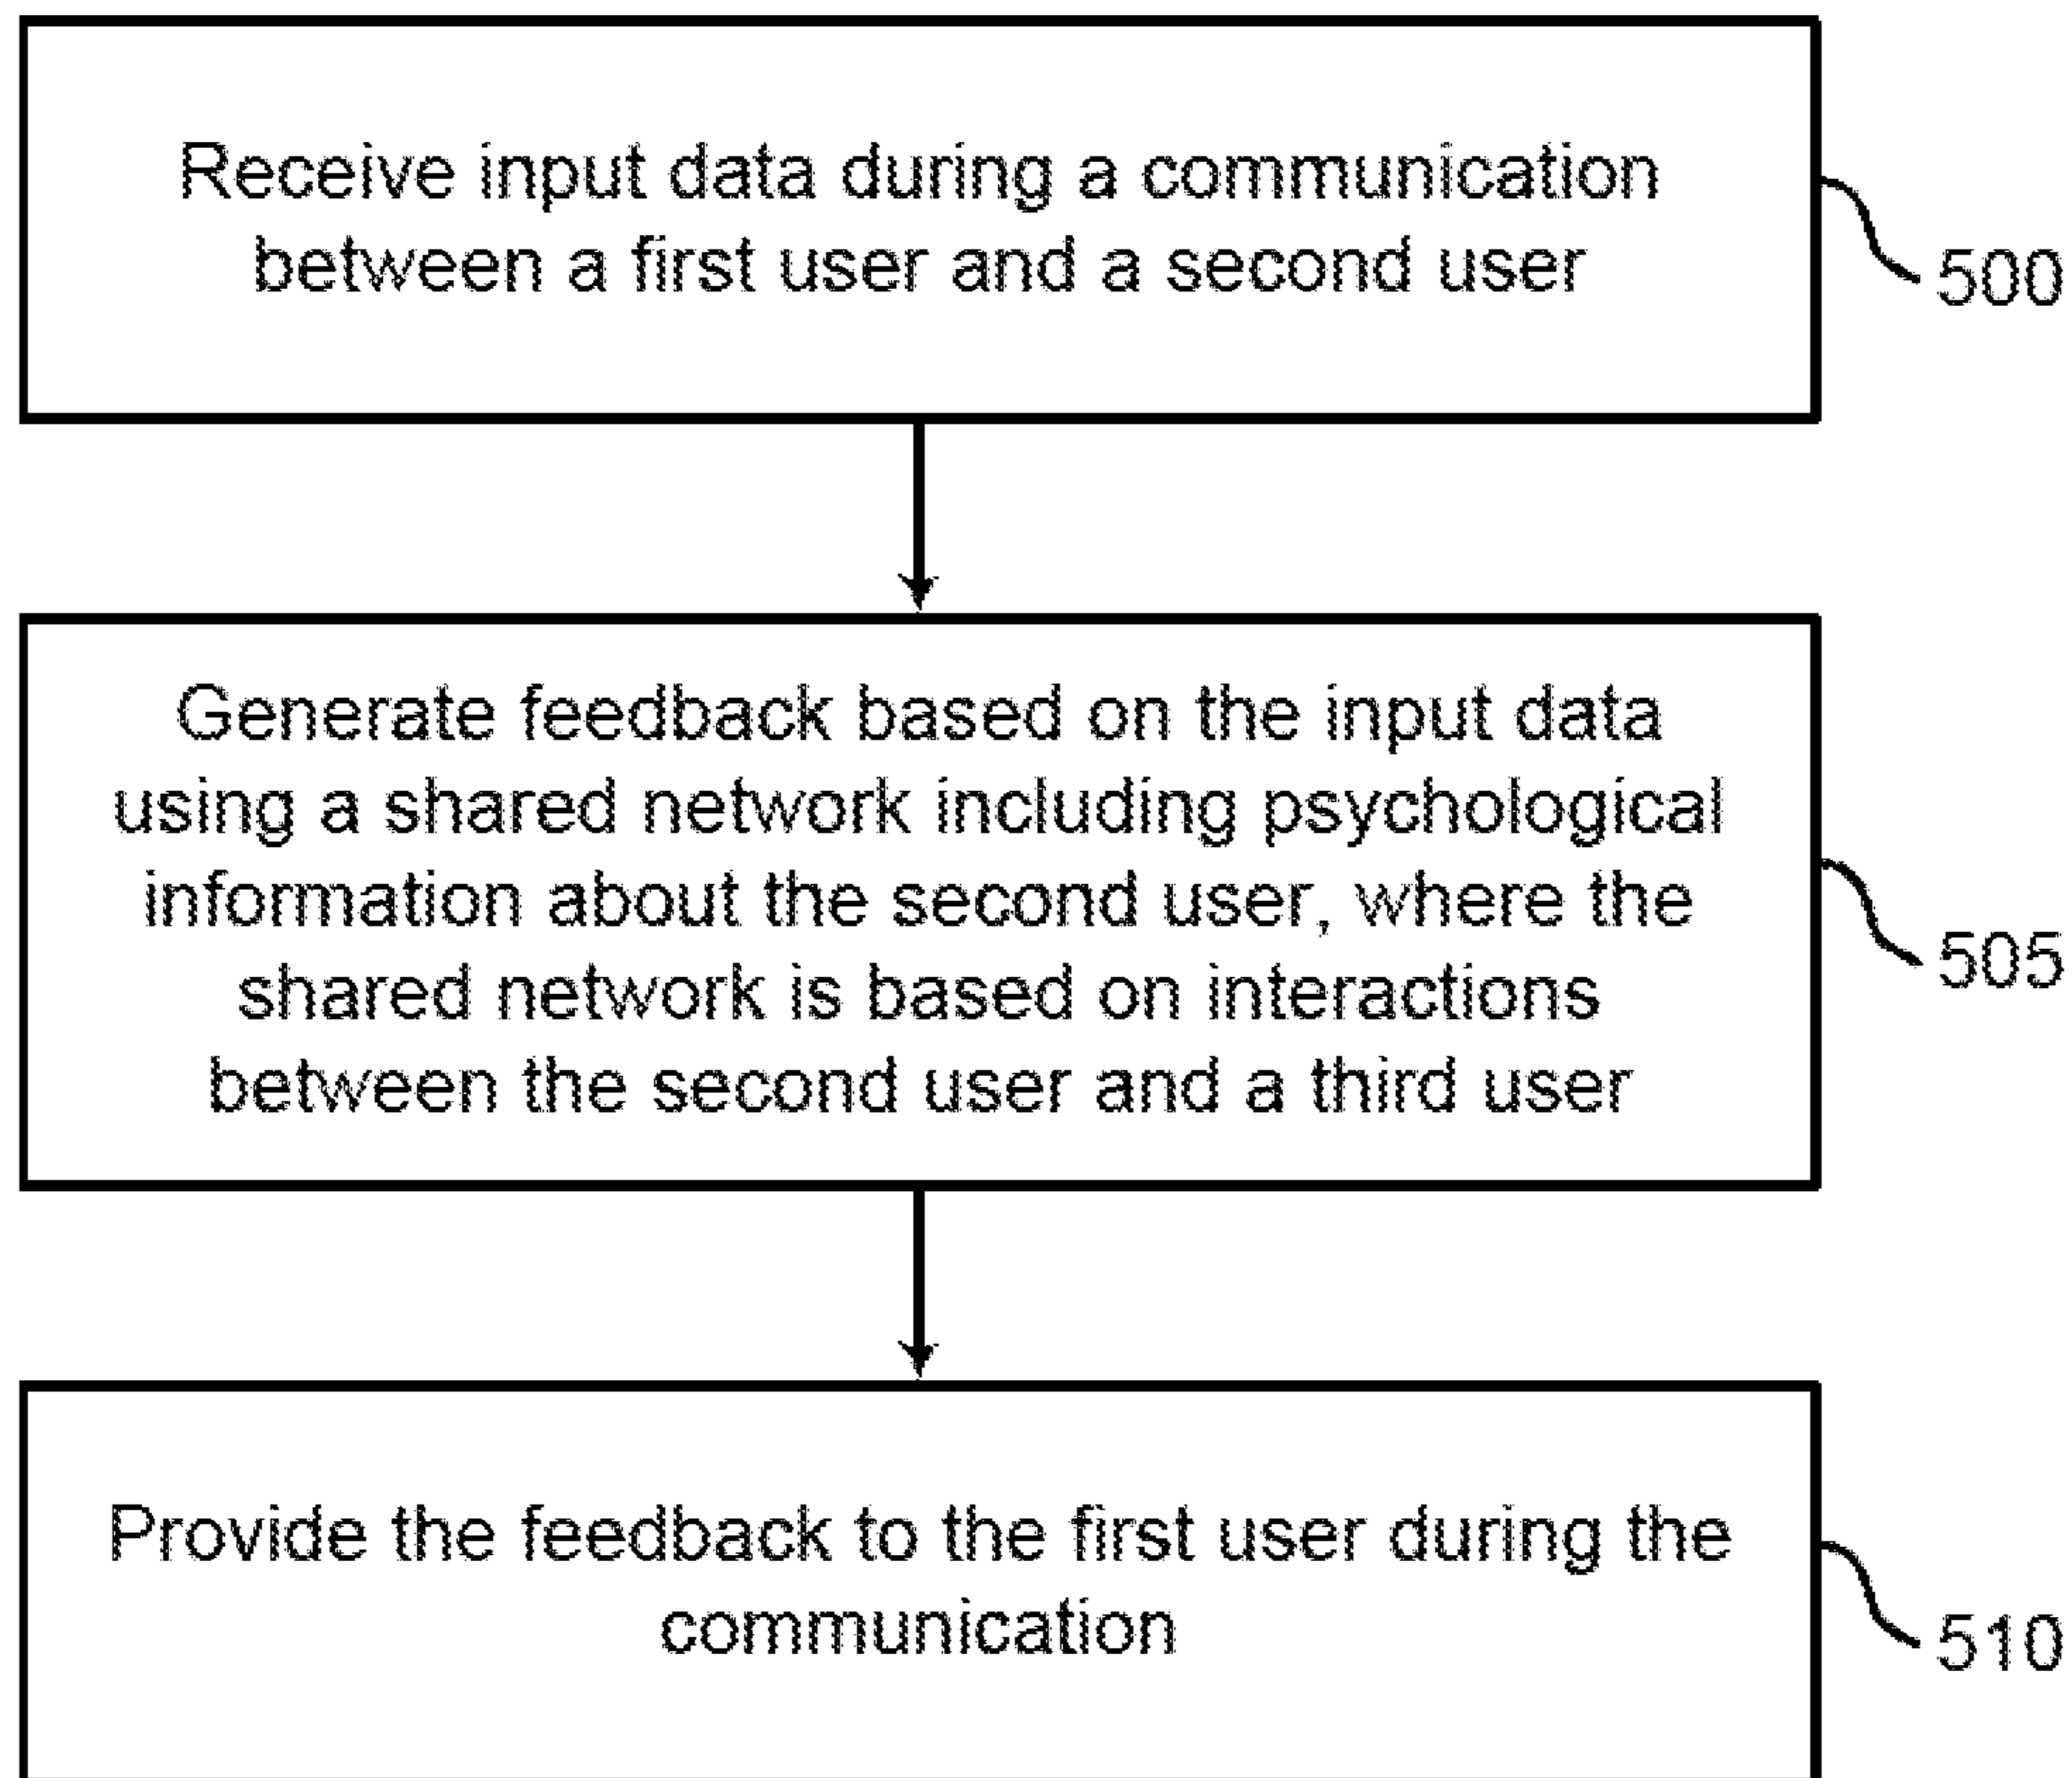 Receive input data during a communication
between a first user and a second user
500
Generate feedback based on the input data
using a shared network including psychological
information about the second user, where the
shared network is based on interactions
between the second user and a third user
505
Provide the feedback to the first user during the
communication
510